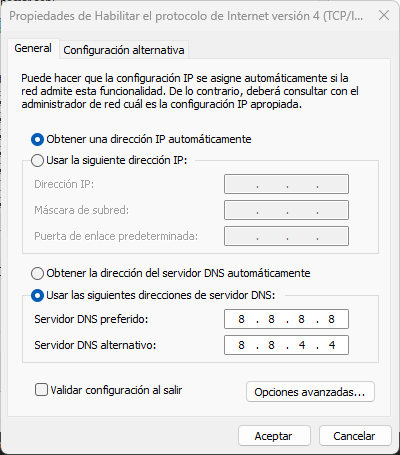 Propiedades de Habilitar el protocolo de Internet versión 4 (TCP/I...
General
Configuración alternativa
Puede hacer que la configuración IP se asigne automáticamente si la
red admite esta funcionalidad. De lo contrario, deberá consultar con el
administrador de red cuál es la configuración IP apropiada.
Obtener una dirección IP automáticamente
Usar la siguiente dirección IP:
Dirección IP:
Máscara de subred:
Puerta de enlace predeterminada:
Obtener la dirección del servidor DNS automáticamente
Usar las siguientes direcciones de servidor DNS:
Servidor DNS preferido: 8 . 8 . 8 . 8
Servidor DNS alternativo: 8 . 8 . 4 . 4
Validar configuración al salir
Opciones avanzadas...
Aceptar
Cancelar